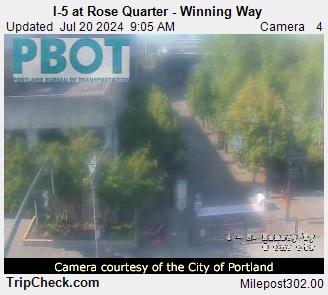 I-5 at Rose Quarter - Winning Way
Updated Jul 20 2024 9:05 AM Camera 4
PBOT
PORTLAND BUREAU OF TRANSPORTATION
Camera courtesy of the City of Portland
TripCheck.com Milepost302.00